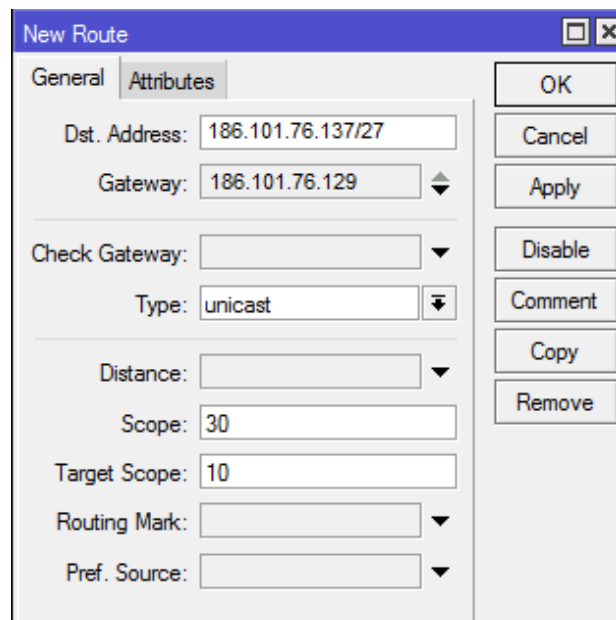 New Route
General Attributes
Dst. Address: 186.101.76.137/27
Gateway: 186.101.76.129
Check Gateway:
Type: unicast
Distance:
Scope: 30
Target Scope: 10
Routing Mark:
Pref. Source:
OK
Cancel
Apply
Disable
Comment
Copy
Remove